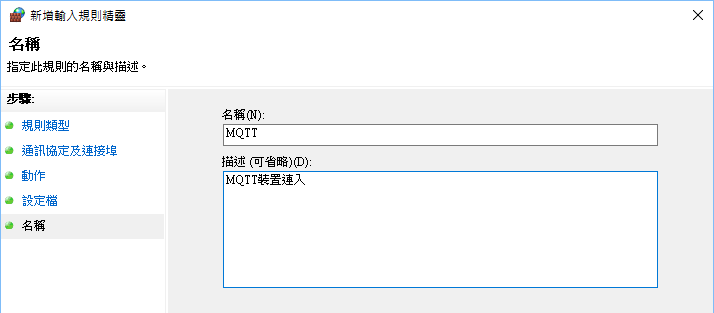 新增輸入規則精靈
名稱
指定此規則的名稱與描述。
步驟:
規則類型
通訊協定及連接埠
動作
設定檔
名稱
名稱(N):
MQTT
描述 (可省略)(D):
MQTT裝置連入